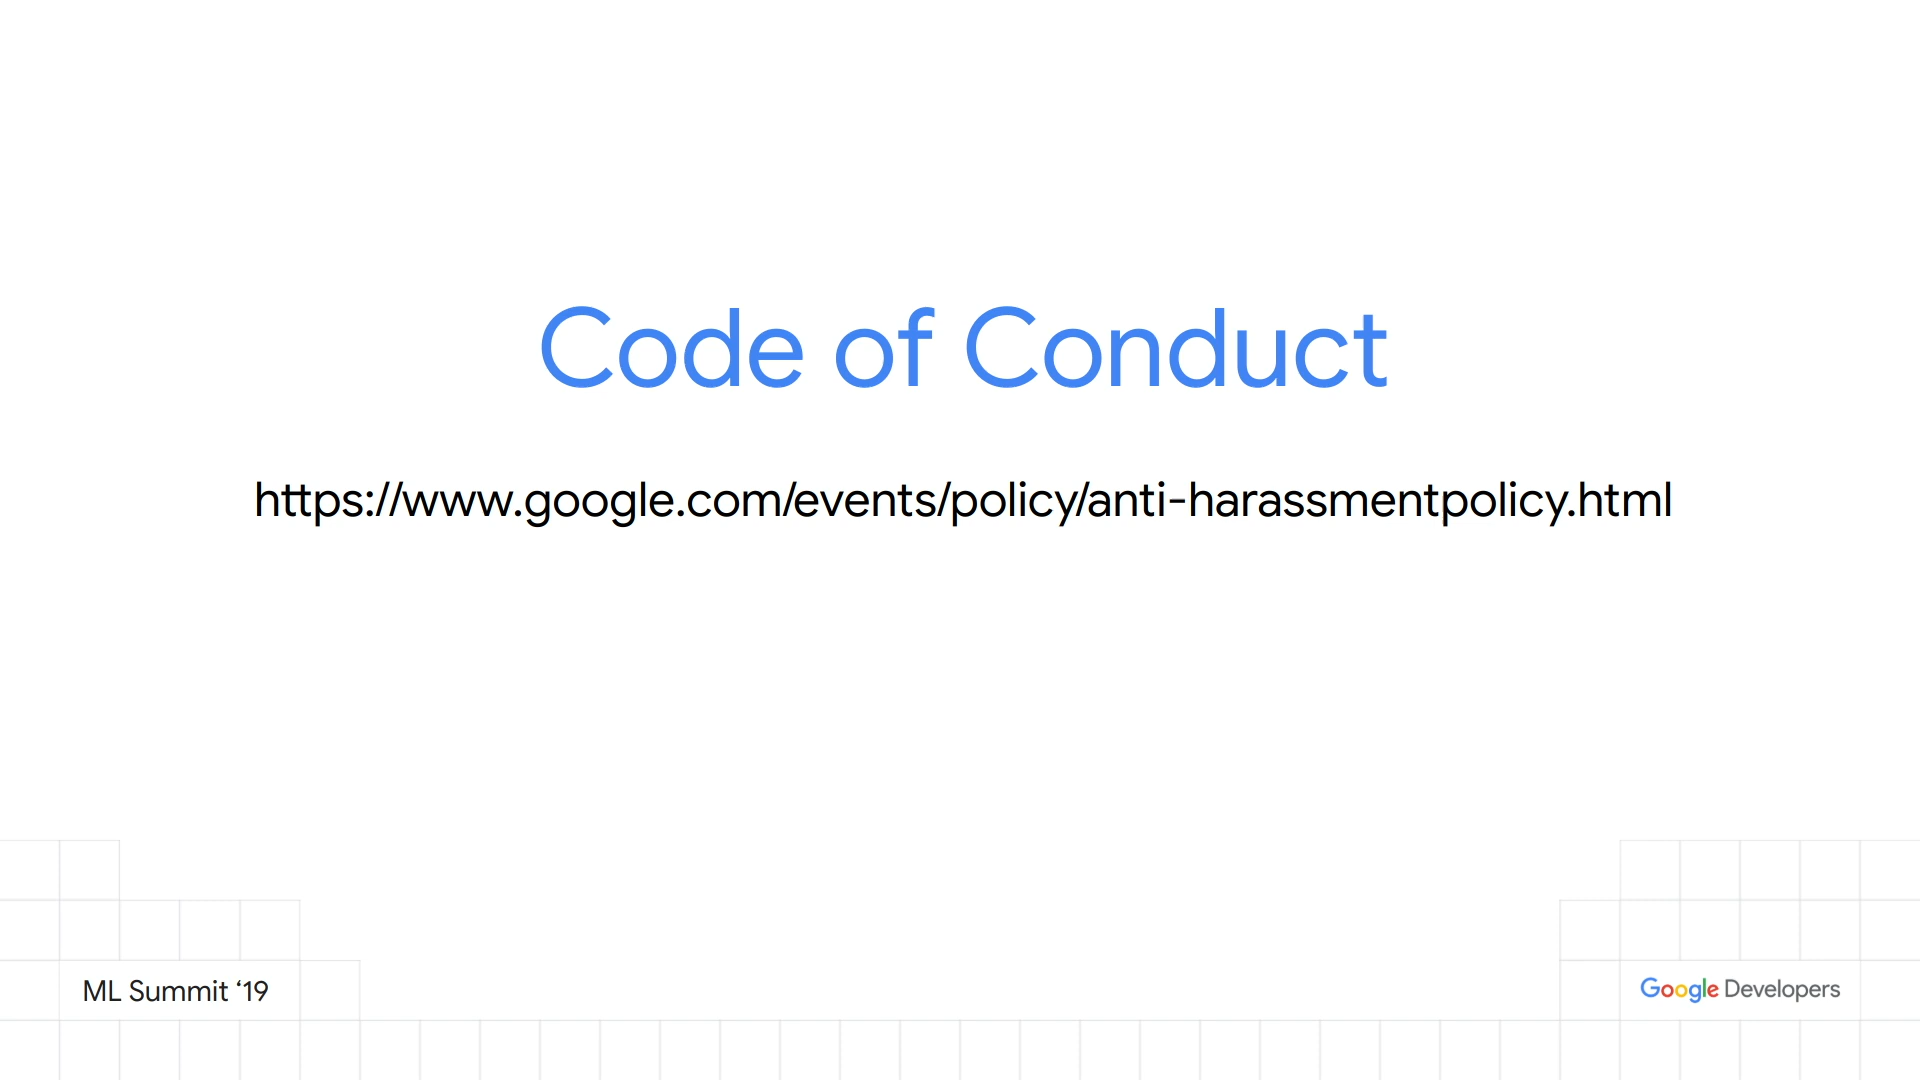 Code of Conduct
https://www.google.com/events/policy/anti-harassmentpolicy.html
ML Summit ‘19
Google Developers